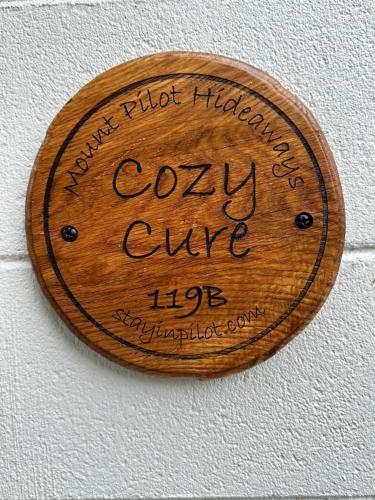 Mount Pilot Hideaways
Cozy
Cure
119B
stayinpilot.com